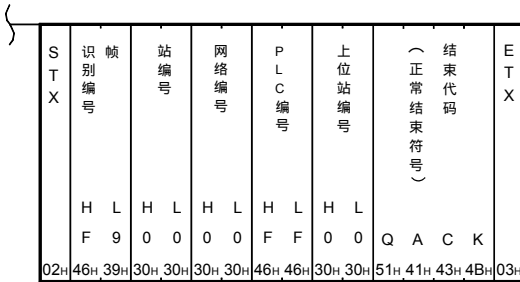 STX
帧
识别编号
站编号
网络编号
PLC编号
上位站编号
结束代码
（正常结束符号）
ETX
H L H L H L H L H L
F 9 0 0 0 0 F F 0 0 Q A C K
02H 46H 39H 30H 30H 30H 30H 46H 46H 30H 30H 51H 41H 43H 4BH 03H